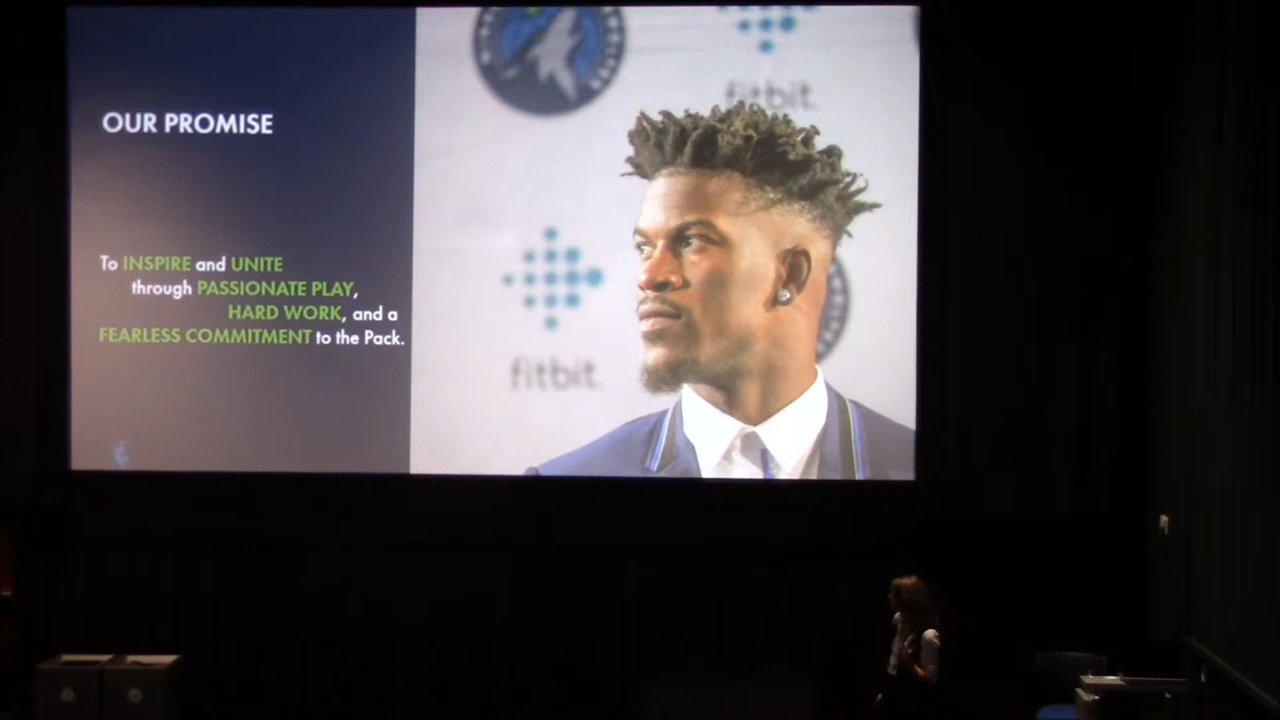 OUR PROMISE
To INSPIRE and UNITE
through PASSIONATE PLAY,
HARD WORK, and a
FEARLESS COMMITMENT to the Pack.
fitbit.
fitbit.